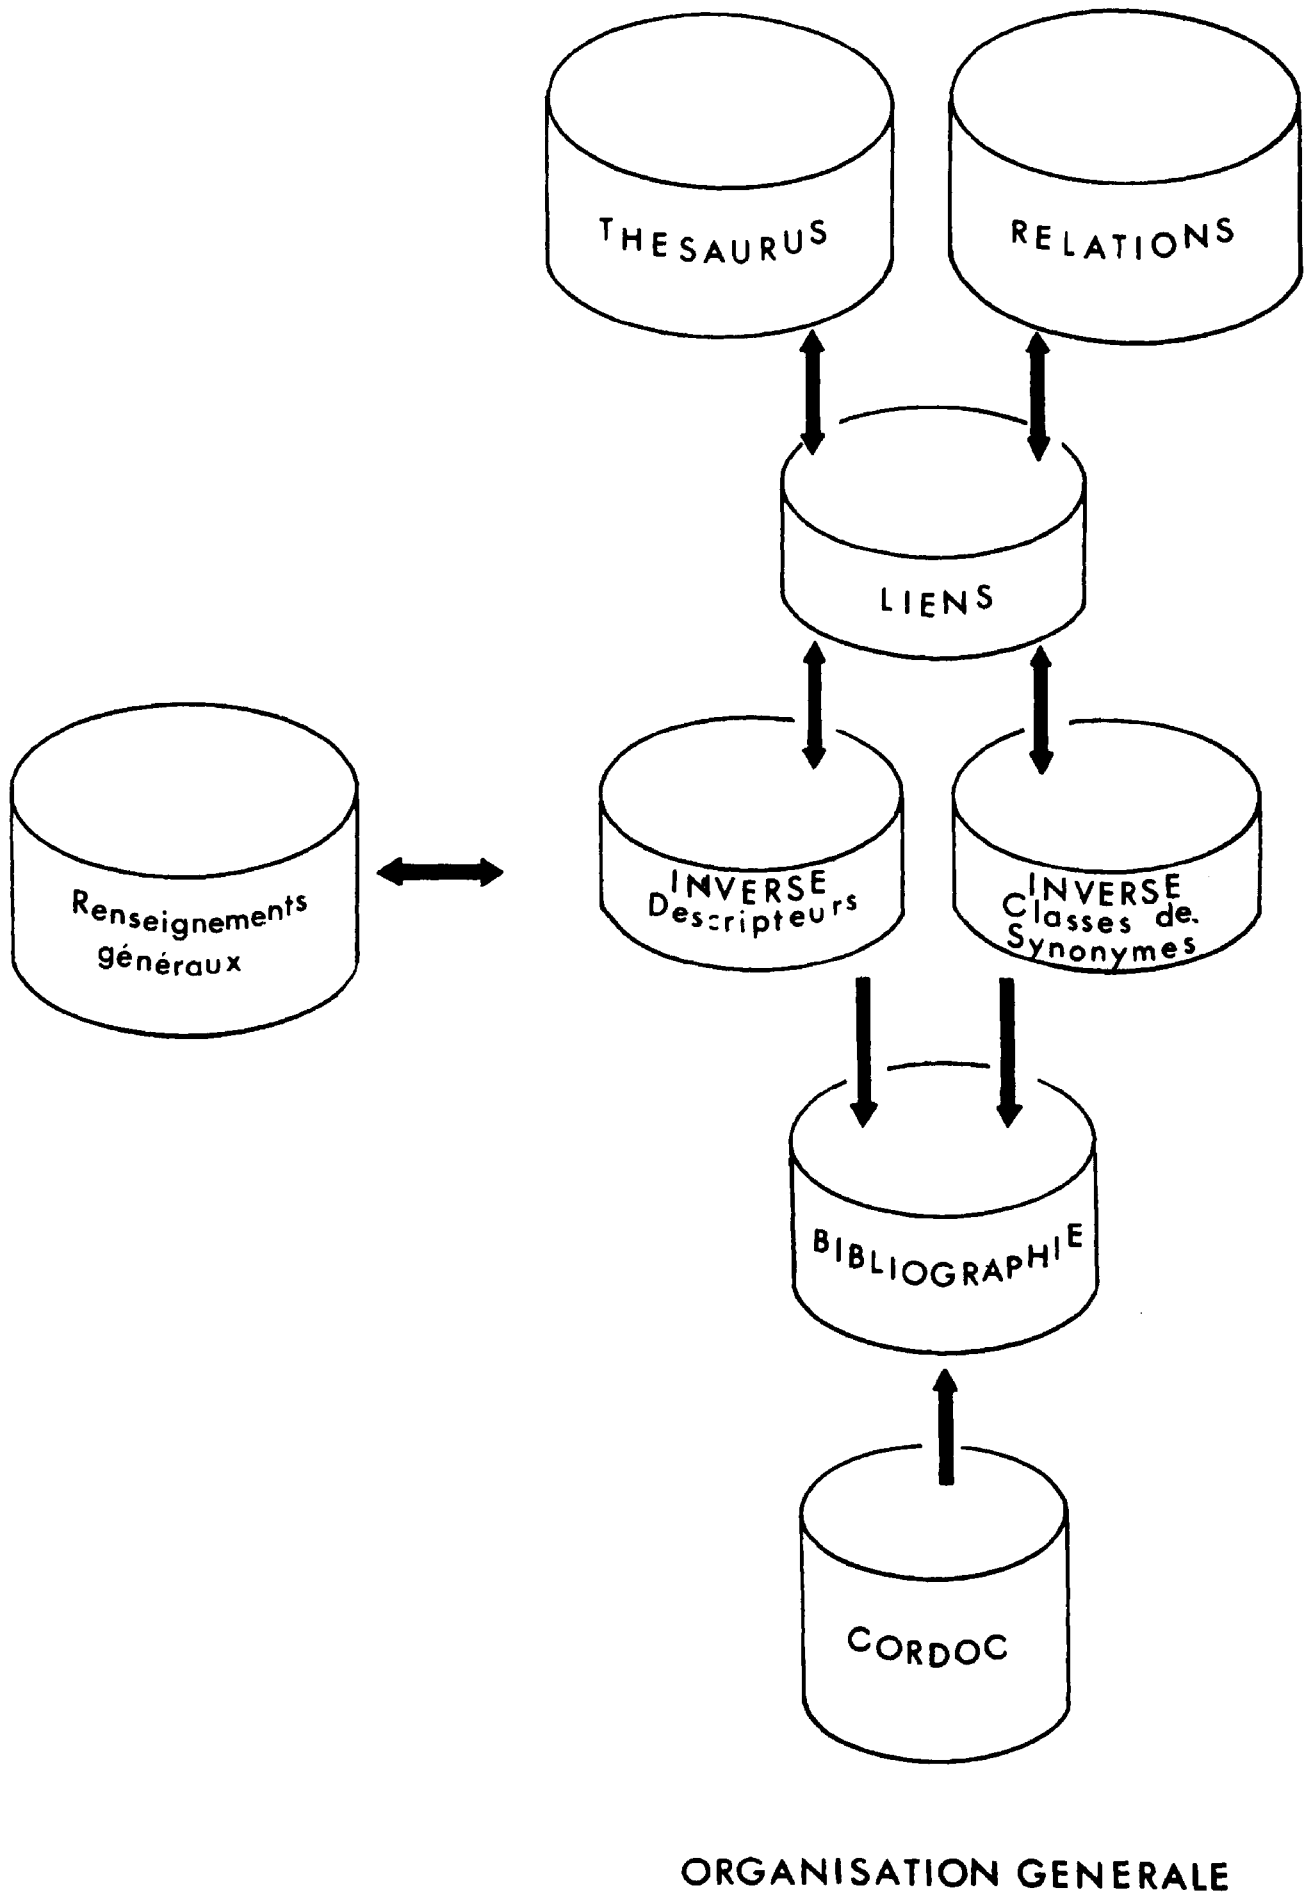 THESAURUS
RELATIONS
LIENS
Renseignements
généraux
INVERSE
Descripteurs
INVERSE
Classes de.
Synonymes
BIBLIOGRAPHIE
CORDOC
ORGANISATION GENERALE